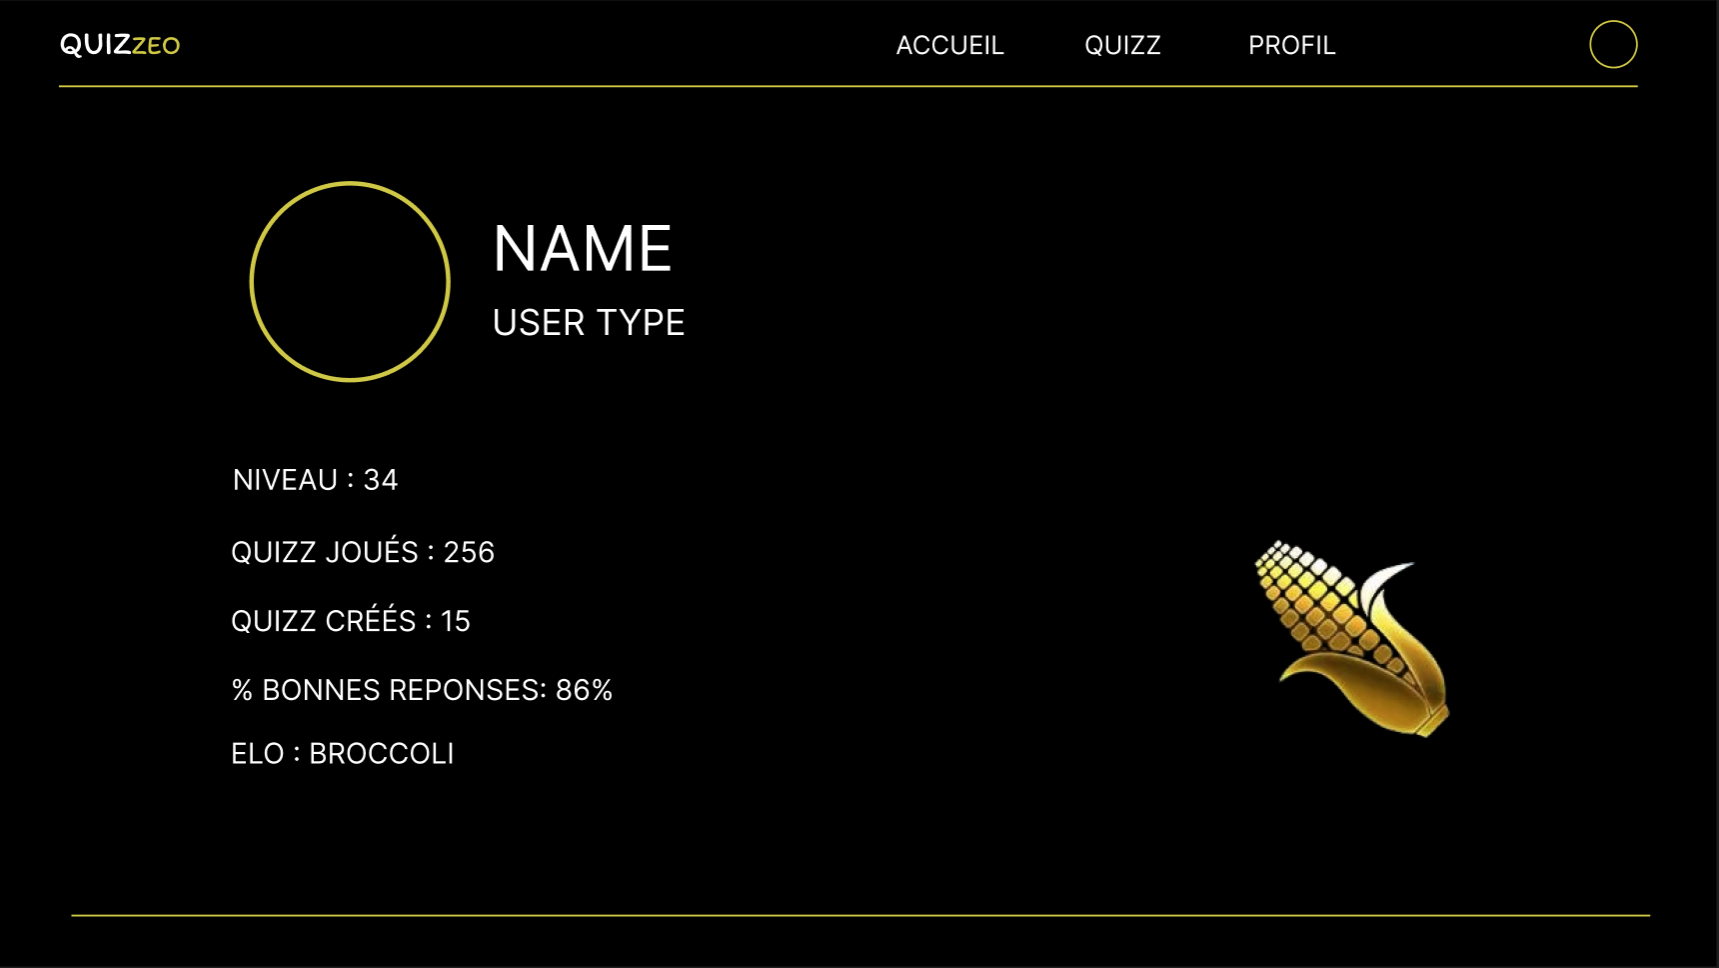 QUIZZEO
ACCUEIL QUIZZ PROFIL
NAME
USER TYPE
NIVEAU : 34
QUIZZ JOUÉS : 256
QUIZZ CRÉÉS : 15
% BONNES REPONSES: 86%
ELO : BROCCOLI